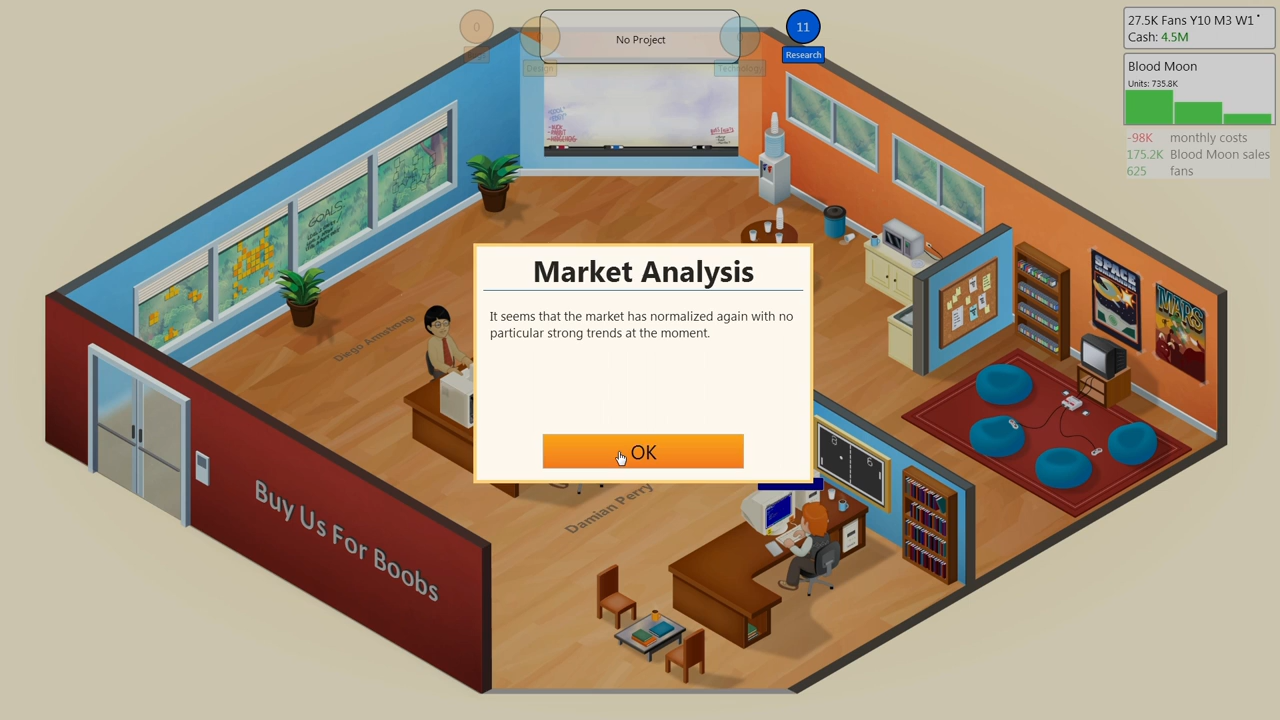 0
No Project
11
Research
Design
Technology
27.5K Fans Y10 M3 W1
Cash: 4.5M
Blood Moon
Units: 735.8K
-98K monthly costs
175.2K Blood Moon sales
625 fans
GOALS
Diego Armstrong
SPACE
MARS
Market Analysis
It seems that the market has normalized again with no
particular strong trends at the moment.
OK
Damian Perry
Buy Us For Boobs